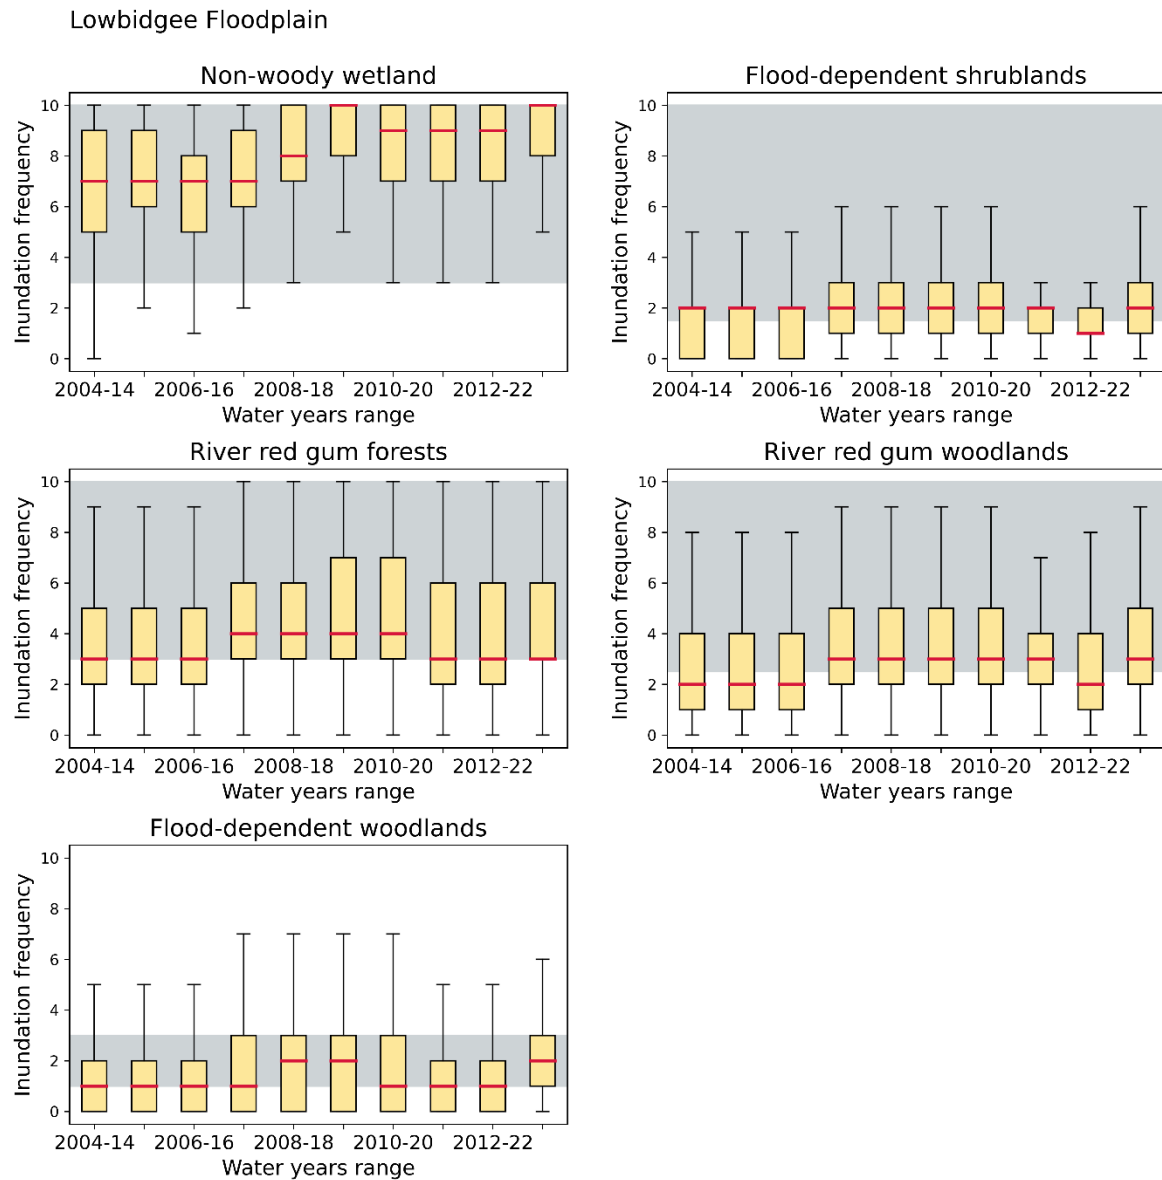 Lowbidgee Floodplain
Non-woody wetland
Inundation frequency
10
8
6
4
2
0
2004-14 2006-16 2008-18 2010-20 2012-22
Water years range
Flood-dependent shrublands
Inundation frequency
10
8
6
4
2
0
2004-14 2006-16 2008-18 2010-20 2012-22
Water years range
River red gum forests
Inundation frequency
10
8
6
4
2
0
2004-14 2006-16 2008-18 2010-20 2012-22
Water years range
River red gum woodlands
Inundation frequency
10
8
6
4
2
0
2004-14 2006-16 2008-18 2010-20 2012-22
Water years range
Flood-dependent woodlands
Inundation frequency
10
8
6
4
2
0
2004-14 2006-16 2008-18 2010-20 2012-22
Water years range